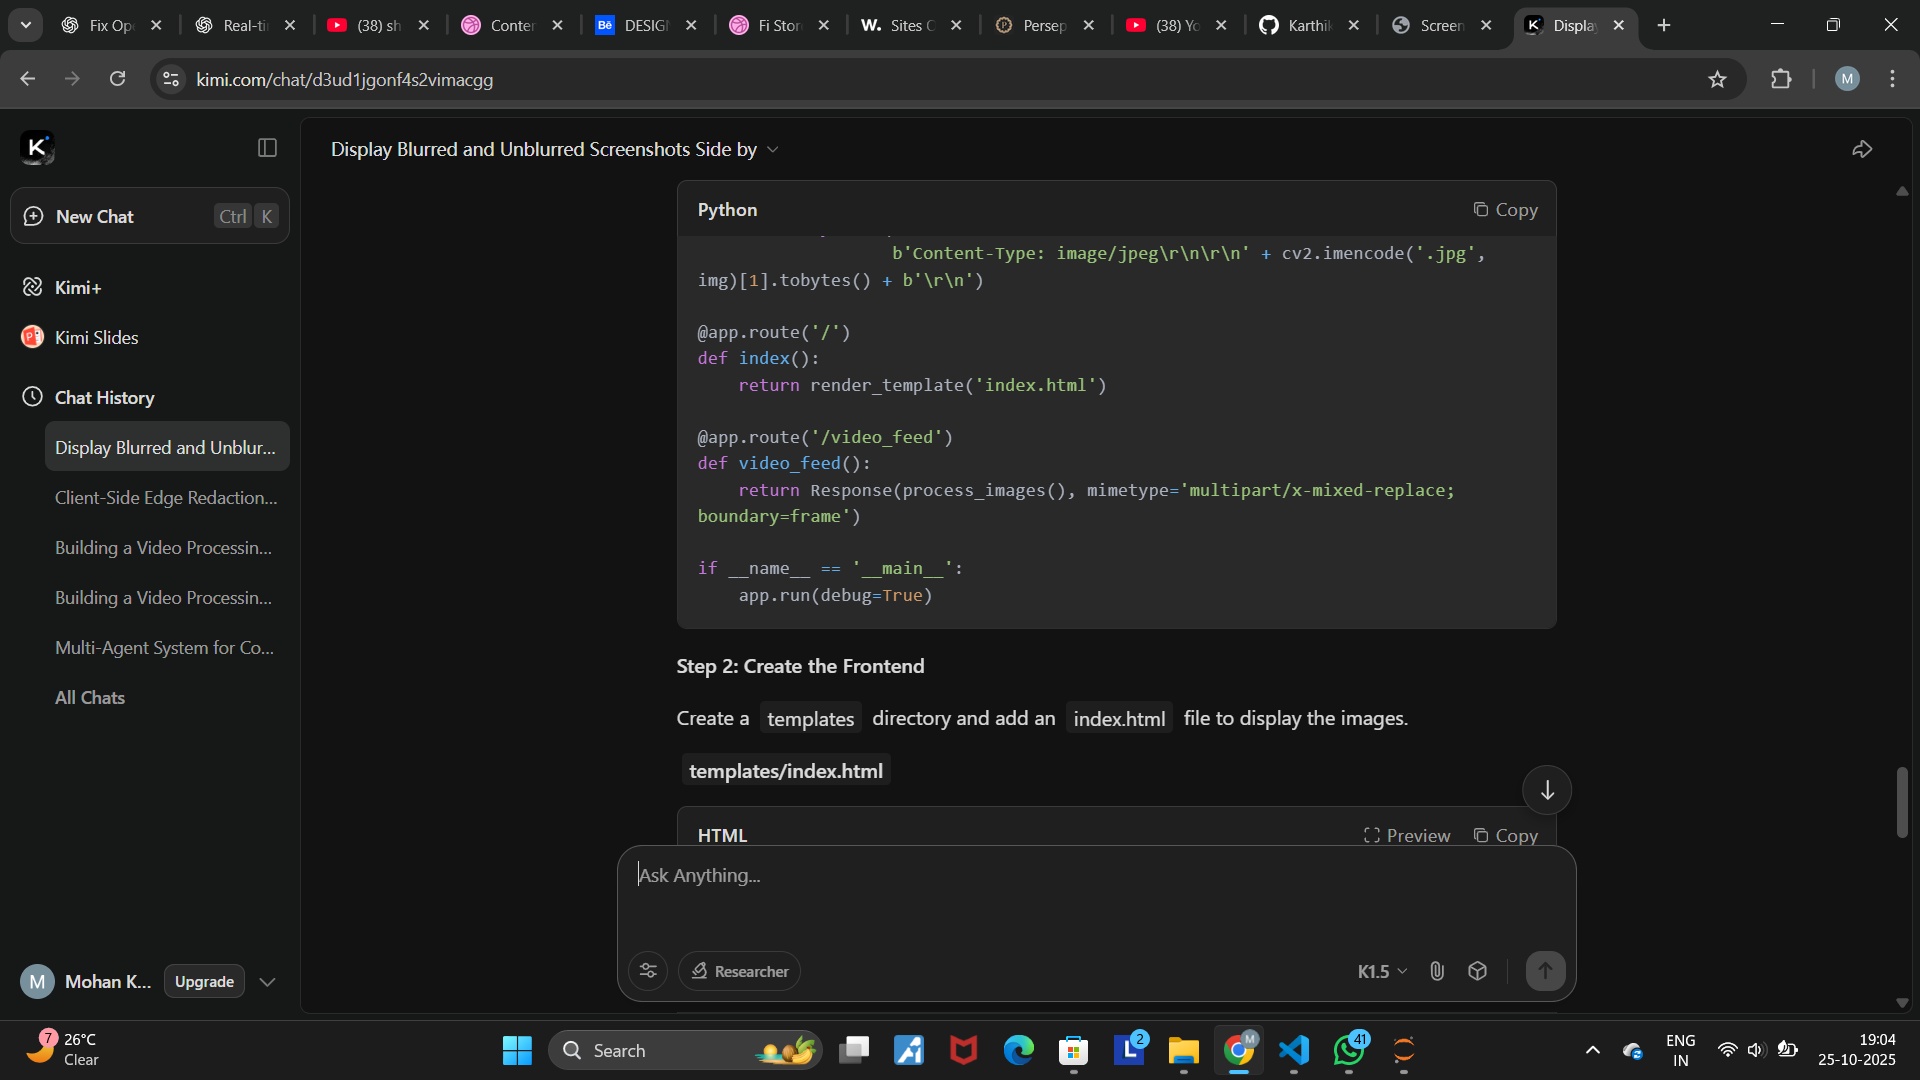 Fix Op
Real-ti
(38) sh
Conter
Bē
DESIGI
Fi Stor
W.
Sites C
Persep
(38) Yo
Karthik
Screen
Displa
kimi.com/chat/d3ud1jgonf4s2vimacgg
M
K
Display Blurred and Unblurred Screenshots Side by
New Chat
Ctrl K
Kimi+
Kimi Slides
Chat History
Display Blurred and Unblur...
Client-Side Edge Redaction...
Building a Video Processin...
Building a Video Processin...
Multi-Agent System for Co...
All Chats
Python
Copy
b'Content-Type: image/jpeg\r\n\r\n' + cv2.imencode('.jpg',
img)[1].tobytes() + b'\r\n')
@app.route('/')
def index():
return render_template('index.html')
@app.route('/video_feed')
def video_feed():
return Response(process_images(), mimetype='multipart/x-mixed-replace;
boundary=frame')
if __name__ == '__main__':
app.run(debug=True)
Step 2: Create the Frontend
Create a templates directory and add an index.html file to display the images.
templates/index.html
HTML
Preview
Copy
Ask Anything...
Researcher
K1.5
M
Mohan K...
Upgrade
7
26°C
Clear
Search
L
2
M
41
ENG
IN
19:04
25-10-2025